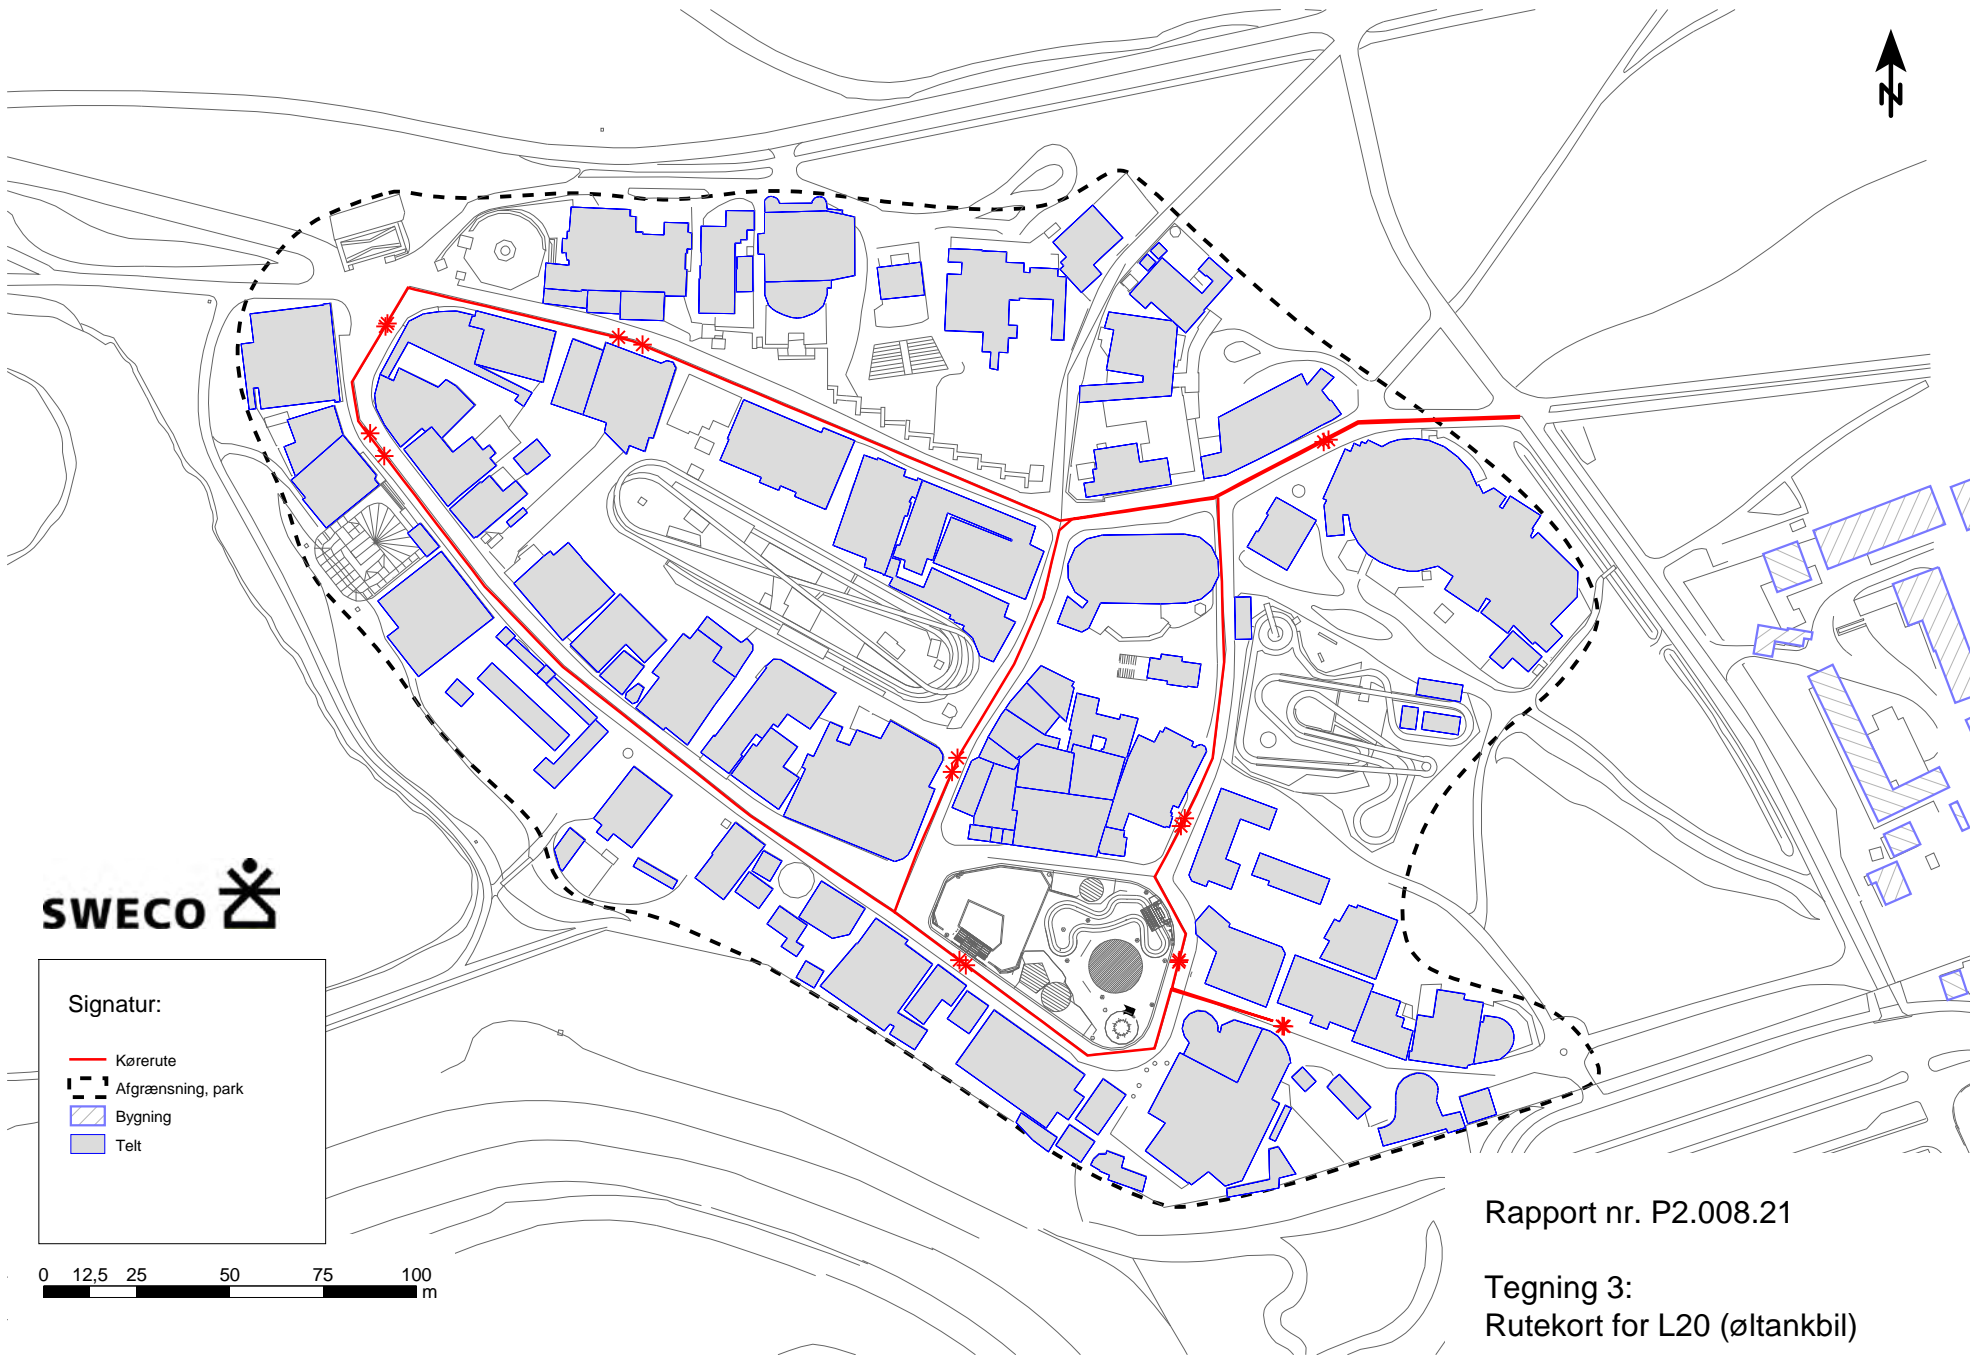 N
SWECO
Signatur:
Kørerute
Afgrænsning, park
Bygning
Telt
0 12,5 25 50 75 100
m
Rapport nr. P2.008.21
Tegning 3:
Rutekort for L20 (øltankbil)